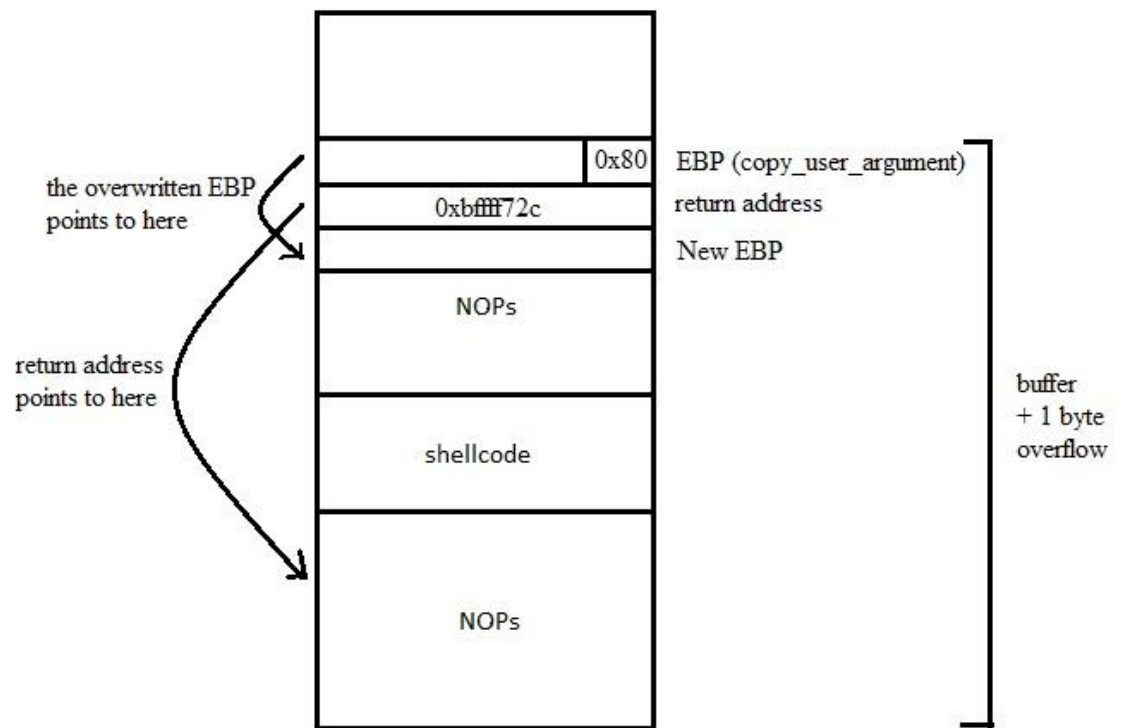 0x80
EBP (copy_user_argument)
the overwritten EBP
points to here
0xbffff72c
return address
New EBP
NOPs
return address
points to here
buffer
+ 1 byte
overflow
shellcode
NOPs